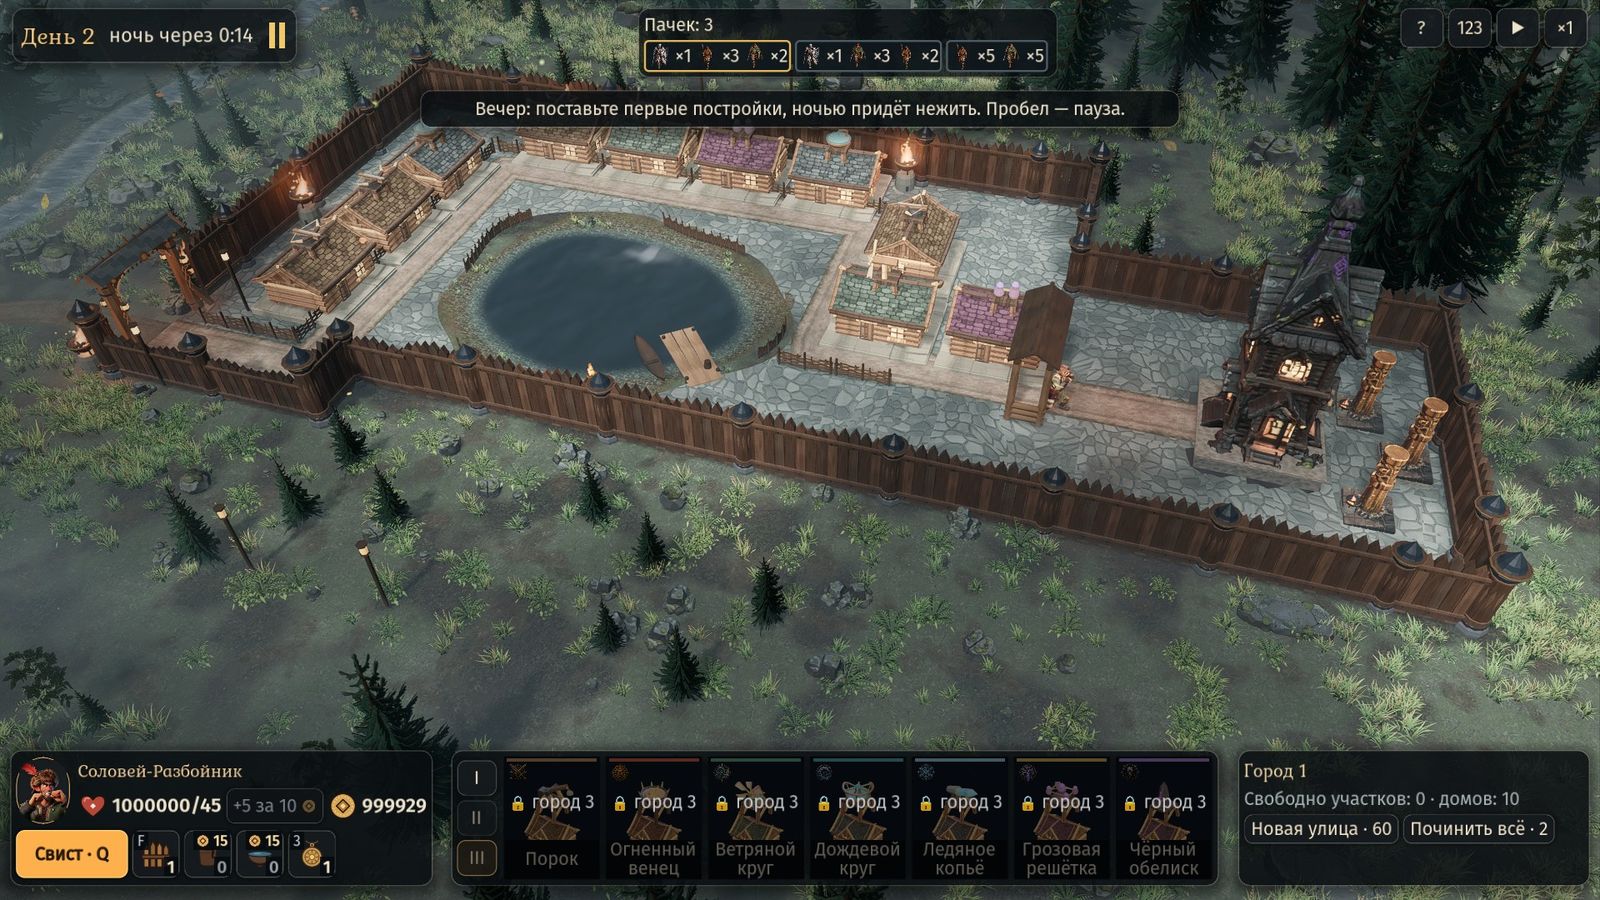 День 2 ночь через 0:14
Пачек: 3
×1 ×3 ×2 ×1 ×3 ×2 ×5 ×5
? 123 ×1
Вечер: поставьте первые постройки, ночью придёт нежить. Пробел — пауза.
Соловей-Разбойник
1000000/45 +5 за 10 999929
Свист · Q
F 1
15 0
15 0
3 1
I
II
III
город 3
Порок
город 3
Огненный
венец
город 3
Ветряной
круг
город 3
Дождевой
круг
город 3
Ледяное
копьё
город 3
Грозовая
решётка
город 3
Чёрный
обелиск
Город 1
Свободно участков: 0 · домов: 10
Новая улица · 60 Починить всё · 2